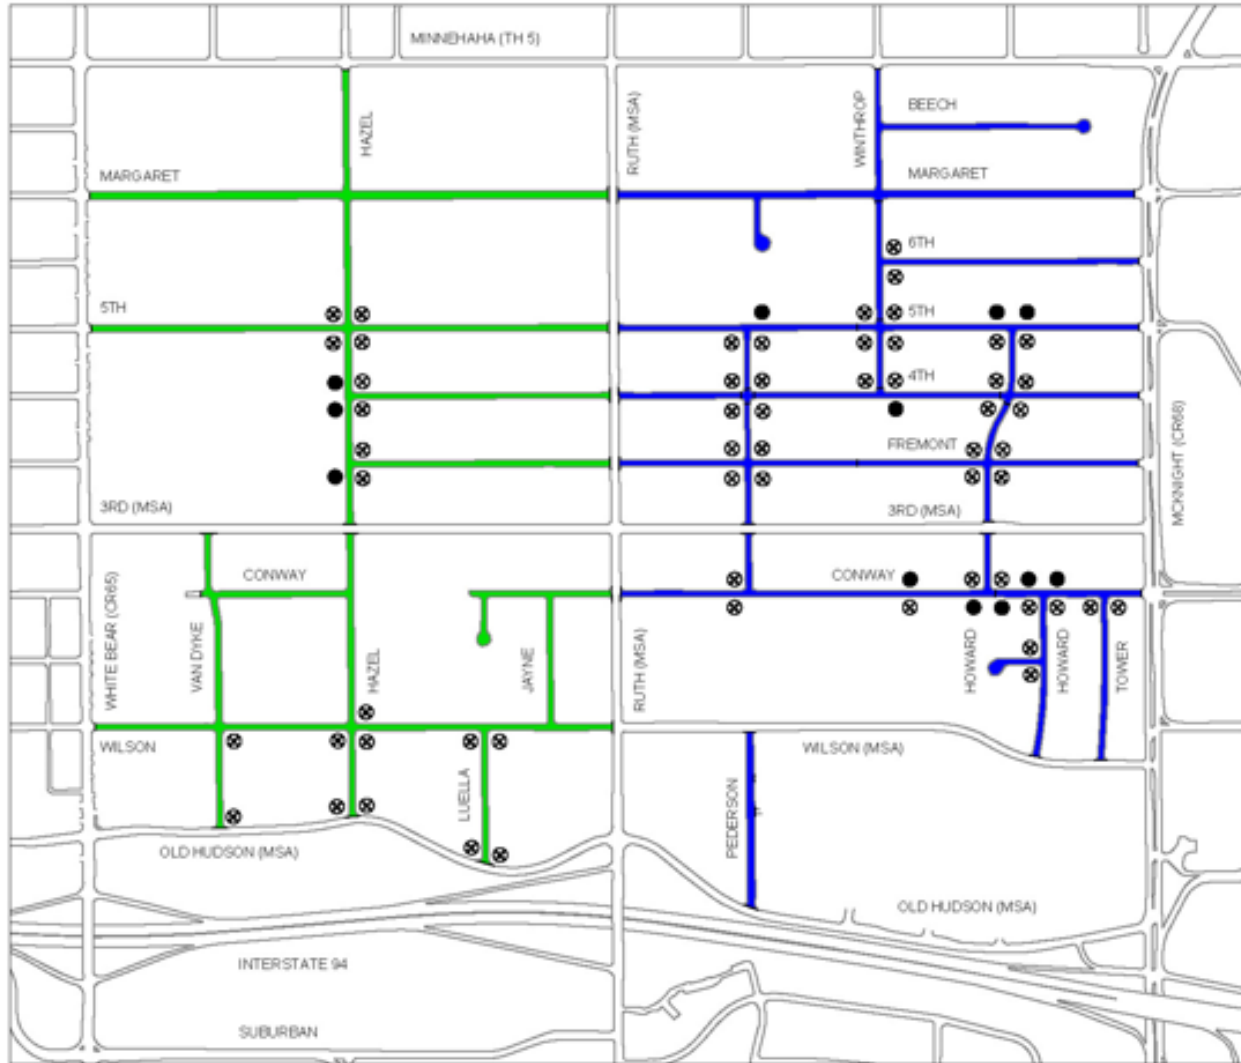 MINNEHAHA (TH 5)
HAZEL
RUTH (MSA)
WINTHROP
BEECH
MARGARET
MARGARET
6TH
5TH
5TH
4TH
MCKNIGHT (CR68)
FREMONT
3RD (MSA)
3RD (MSA)
CONWAY
CONWAY
WHITE BEAR (CR65)
VAN DYKE
HAZEL
JAYNE
RUTH (MSA)
HOWARD
HOWARD
TOWER
WILSON
WILSON (MSA)
LUELLA
PEDERSON
OLD HUDSON (MSA)
OLD HUDSON (MSA)
INTERSTATE 94
SUBURBAN